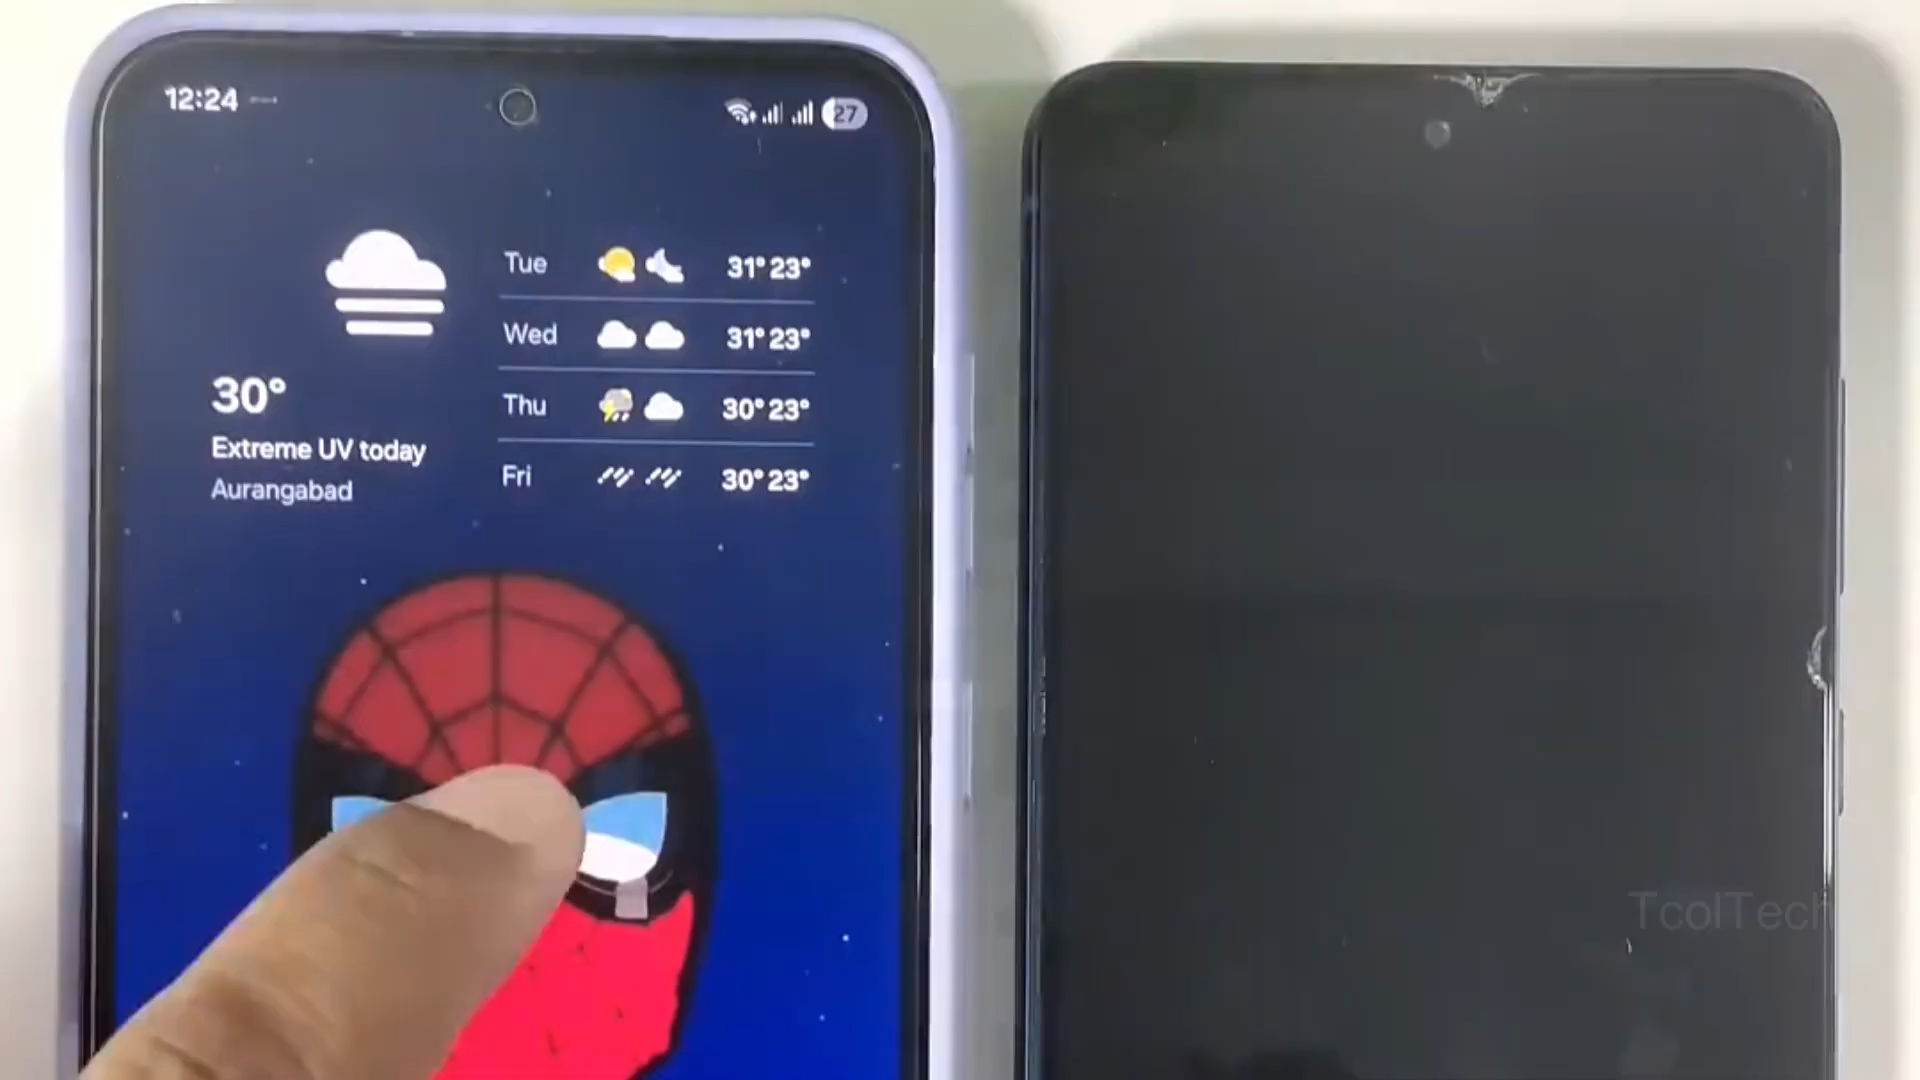 12:24
27
Tue 31° 23°
Wed 31° 23°
Thu 30° 23°
Fri 30° 23°
30°
Extreme UV today
Aurangabad
TcolTech